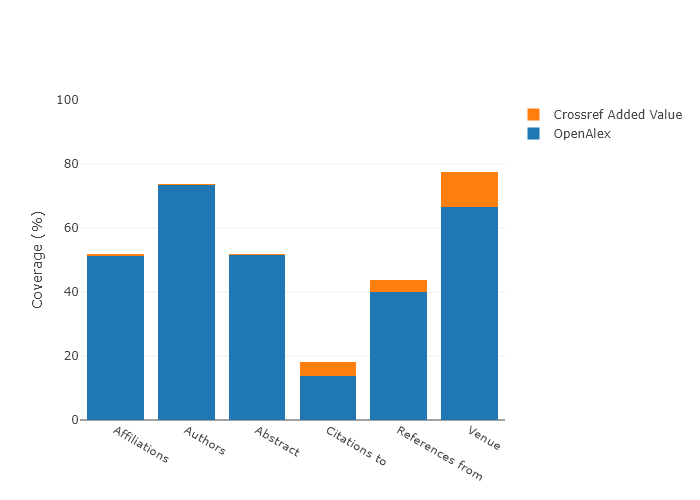 100
80
60
40
20
0
Coverage (%)
Affiliations
Authors
Abstract
Citations to
References from
Venue
Crossref Added Value
OpenAlex